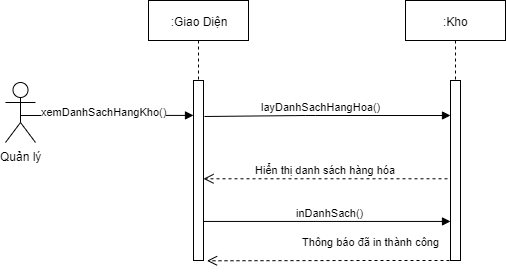 :Giao Diện
:Kho
xemDanhSachHangKho()
layDanhSachHangHoa()
Quản lý
Hiển thị danh sách hàng hóa
inDanhSach()
Thông báo đã in thành công